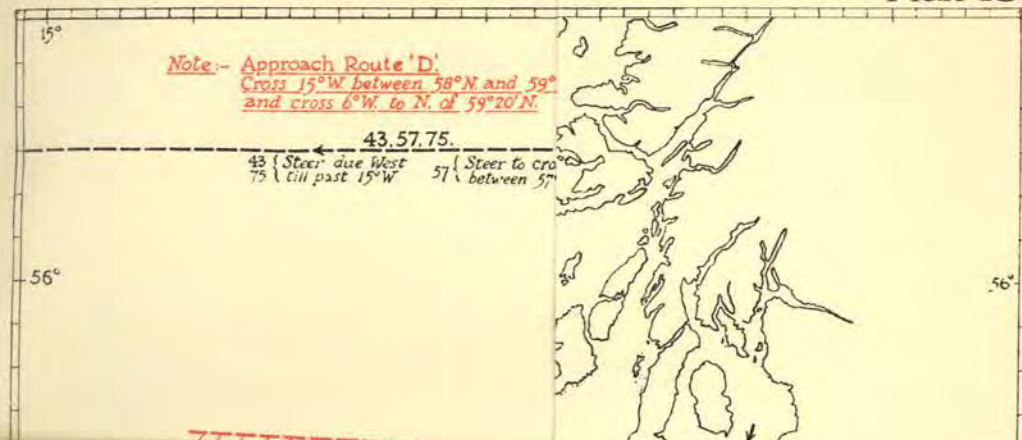 15°
Note:- Approach Route 'D'.
Cross 15°W. between 58°N. and 59°
and cross 6°W. to N. of 59°20'N.
43.57.75.
43 { Steer due West
75 { till past 15°W
57 { Steer to cro
between 57°
56°
56°